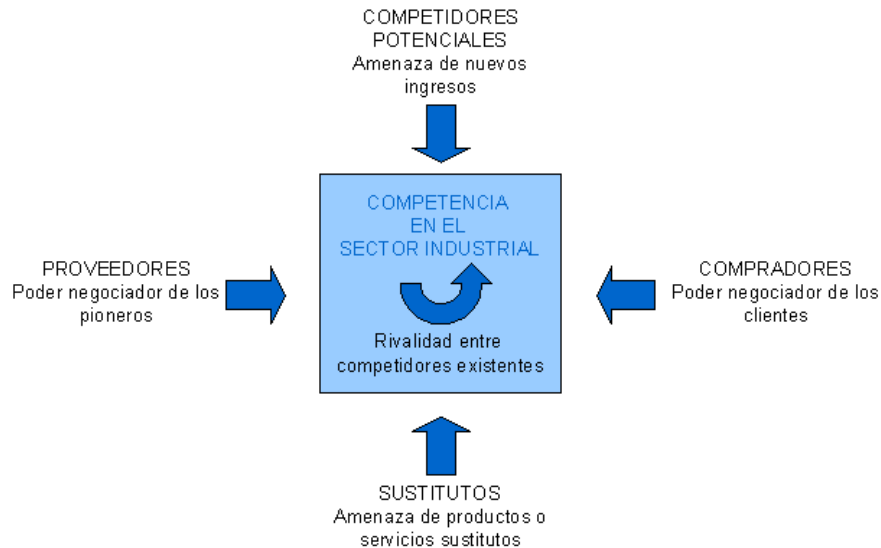 COMPETIDORES
POTENCIALES
Amenaza de nuevos
ingresos
COMPETENCIA
EN EL
SECTOR INDUSTRIAL
PROVEEDORES
Poder negociador de los
pioneros
COMPRADORES
Poder negociador de los
clientes
Rivalidad entre
competidores existentes
SUSTITUTOS
Amenaza de productos o
servicios sustitutos